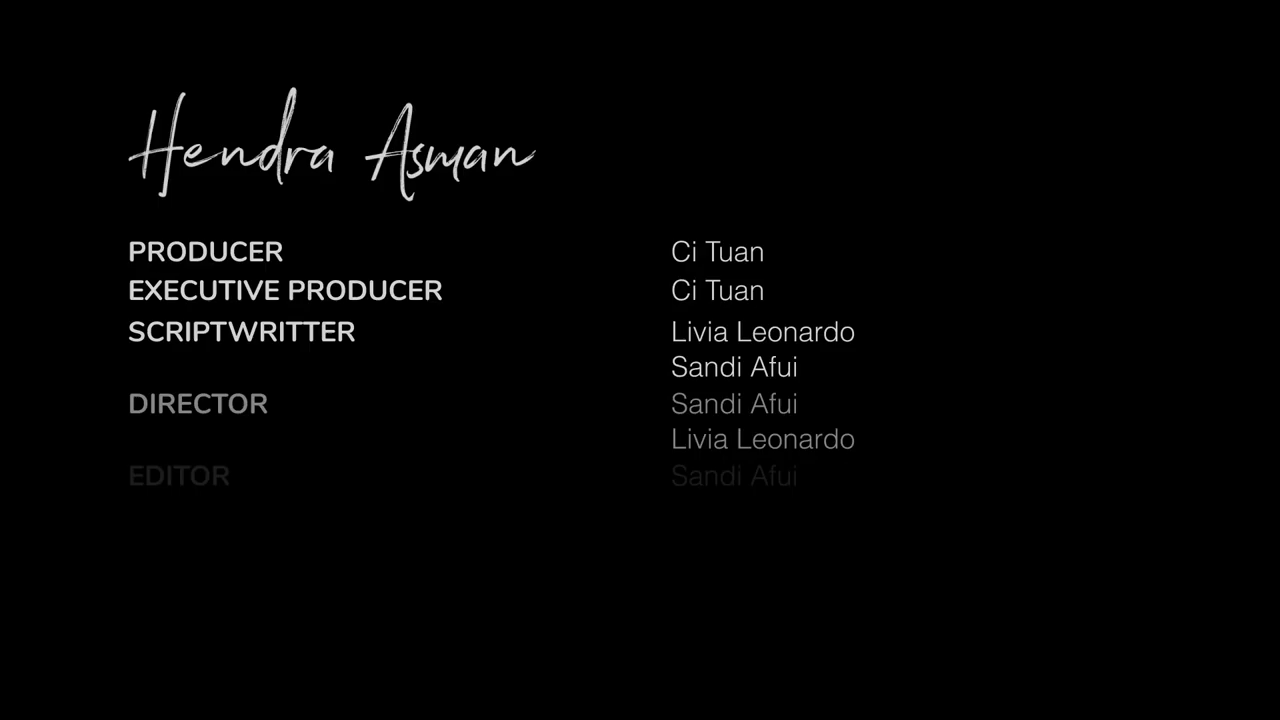 Hendra Asman
PRODUCER Ci Tuan
EXECUTIVE PRODUCER Ci Tuan
SCRIPTWRITTER Livia Leonardo
Sandi Afui
DIRECTOR Sandi Afui
Livia Leonardo
EDITOR Sandi Afui